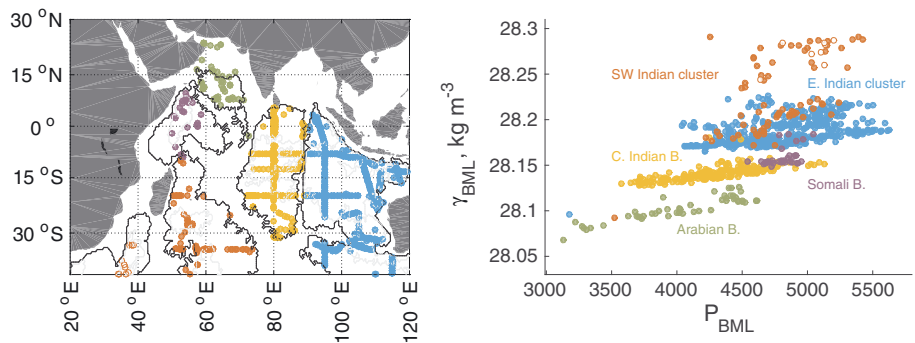 30°N
15°N
0°E
15°S
30°S
20°E
40°E
60°E
80°E
100°E
120°E
28.3
28.25
28.2
28.15
28.1
28.05
γBML, kg m-3
SW Indian cluster
E. Indian cluster
C. Indian B.
Somali B.
Arabian B.
3000
3500
4000
4500
5000
5500
PBML